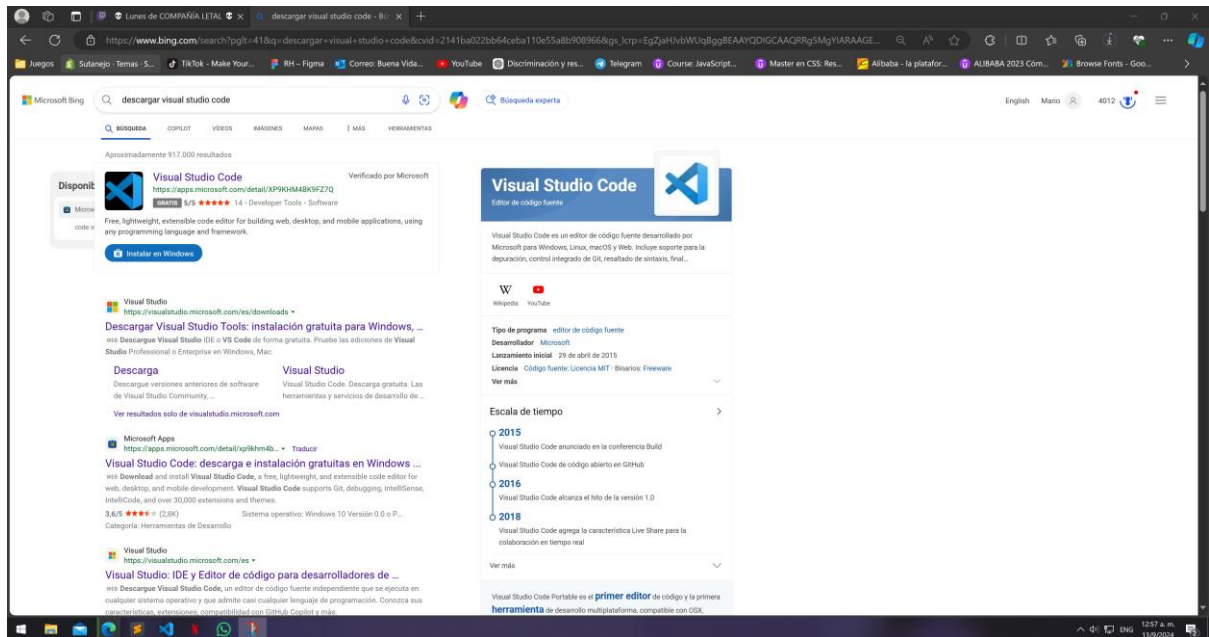 Lunes de COMPAÑÍA LETAL
descargar visual studio code - Bi
https://www.bing.com/search?pglt=41&q=descargar+visual+studio+code&cvid=2141ba022bb64ceba110e55a8b908966&gs_lcrp=EgZjaHJvbWUqBggBEAAYQDIGCAAQRRg5MgYIARAAGE...
Juegos
Sutanejo · Temas · S...
TikTok - Make Your...
RH – Figma
Correo: Buena Vida...
YouTube
Discriminación y res...
Telegram
Course: JavaScript...
Master en CSS: Res...
Alibaba - la platafor...
ALIBABA 2023 Cóm...
Browse Fonts - Goo...
Microsoft Bing
descargar visual studio code
Búsqueda experta
English Mario 4012
BÚSQUEDA COPILOT VÍDEOS IMÁGENES MAPAS MÁS HERRAMIENTAS
Aproximadamente 917.000 resultados
Disponib
Micros
code.v
Visual Studio Code
Verificado por Microsoft
https://apps.microsoft.com/detail/XP9KHM4BK9FZ7Q
GRATIS 5/5 ★★★★★ 14 - Developer Tools - Software
Free, lightweight, extensible code editor for building web, desktop, and mobile applications, using
any programming language and framework.
Instalar en Windows
Visual Studio
https://visualstudio.microsoft.com/es/downloads
Descargar Visual Studio Tools: instalación gratuita para Windows, ...
WEB Descargue Visual Studio IDE o VS Code de forma gratuita. Pruebe las ediciones de Visual
Studio Professional o Enterprise en Windows, Mac.
Descarga
Descargue versiones anteriores de software
de Visual Studio Community, ...
Visual Studio
Visual Studio Code. Descarga gratuita. Las
herramientas y servicios de desarrollo de ...
Ver resultados solo de visualstudio.microsoft.com
Microsoft Apps
https://apps.microsoft.com/detail/xp9khm4b... Traducir
Visual Studio Code: descarga e instalación gratuitas en Windows ...
WEB Download and install Visual Studio Code, a free, lightweight, and extensible code editor for
web, desktop, and mobile development. Visual Studio Code supports Git, debugging, IntelliSense,
IntelliCode, and over 30,000 extensions and themes.
3,6/5 ★★★★★ (2,8K) Sistema operativo: Windows 10 Versión 0.0 o P...
Categoría: Herramientas de Desarrollo
Visual Studio
https://visualstudio.microsoft.com/es
Visual Studio: IDE y Editor de código para desarrolladores de ...
WEB Descargue Visual Studio Code, un editor de código fuente independiente que se ejecuta en
cualquier sistema operativo y que admite casi cualquier lenguaje de programación. Conozca sus
características, extensiones, compatibilidad con GitHub Copilot y más.
Visual Studio Code
Editor de código fuente
Visual Studio Code es un editor de código fuente desarrollado por
Microsoft para Windows, Linux, macOS y Web. Incluye soporte para la
depuración, control integrado de Git, resaltado de sintaxis, final...
W
Wikipedia YouTube
Tipo de programa editor de código fuente
Desarrollador Microsoft
Lanzamiento inicial 29 de abril de 2015
Licencia Código fuente: Licencia MIT · Binarios: Freeware
Ver más
Escala de tiempo
2015
Visual Studio Code anunciado en la conferencia Build
Visual Studio Code de código abierto en GitHub
2016
Visual Studio Code alcanza el hito de la versión 1.0
2018
Visual Studio Code agrega la característica Live Share para la
colaboración en tiempo real
Ver más
Visual Studio Code Portable es el primer editor de código y la primera
herramienta de desarrollo multiplataforma, compatible con OSX,
ENG
12:57 a. m.
13/9/2024